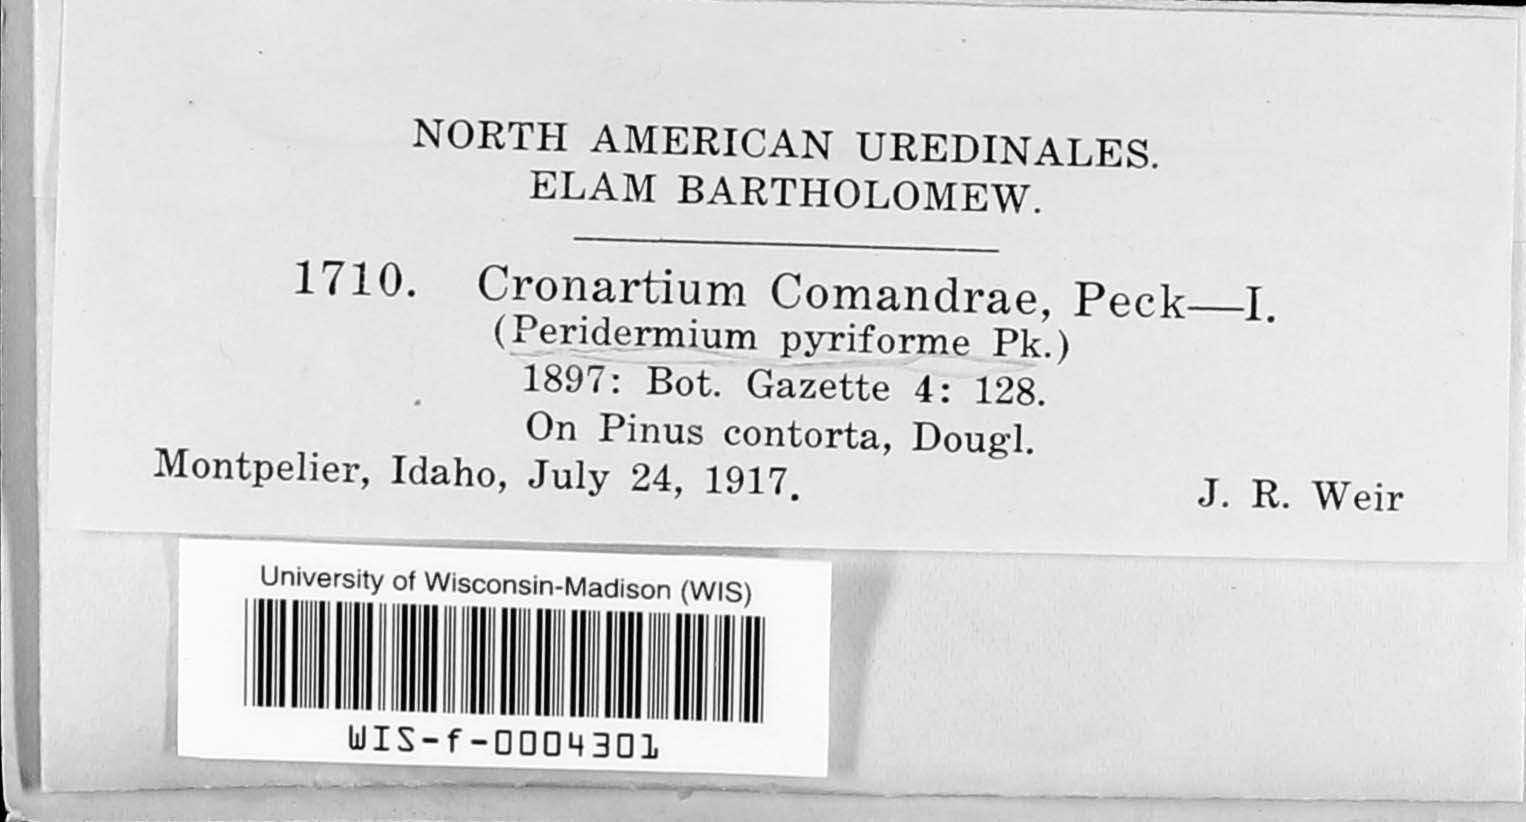 NORTH AMERICAN UREDINALES.
ELAM BARTHOLOMEW.
1710. Cronartium Comandrae, Peck—I.
(Peridermium pyriforme Pk.)
1897: Bot. Gazette 4: 128.
On Pinus contorta, Dougl.
Montpelier, Idaho, July 24, 1917.
J. R. Weir
University of Wisconsin-Madison (WIS)
WIS-f-0004301